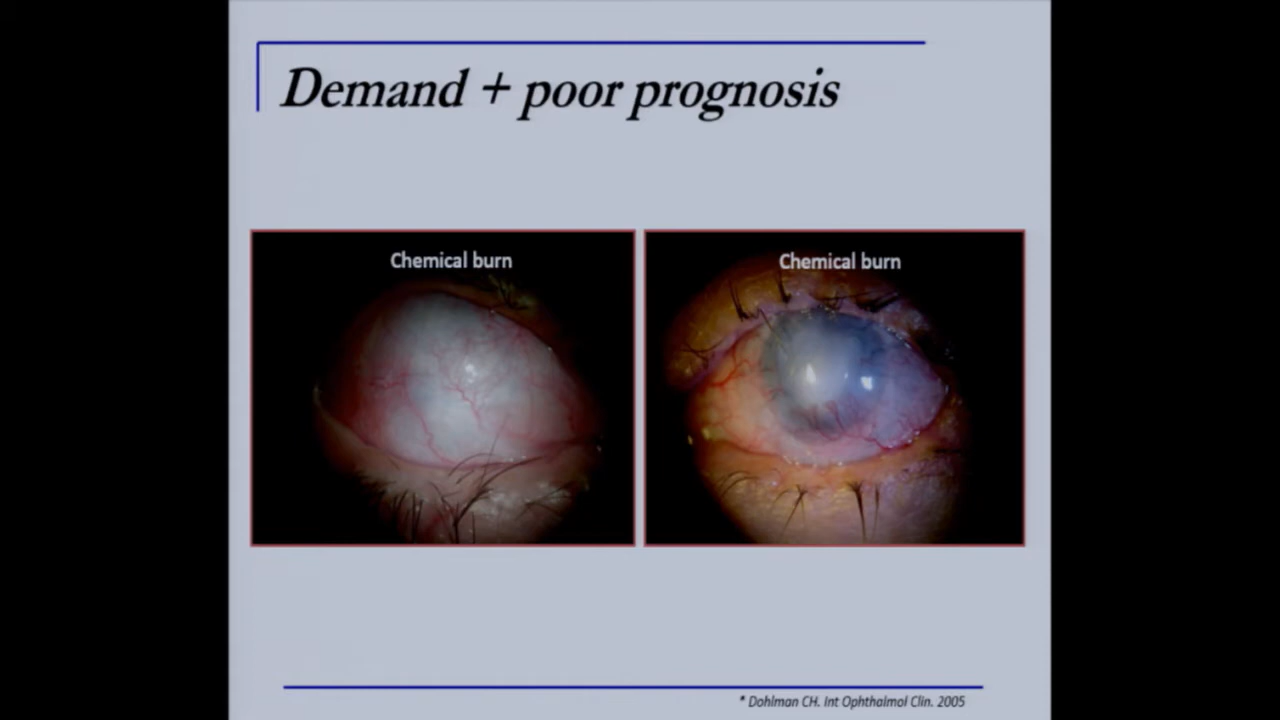 Demand + poor prognosis
Chemical burn
Chemical burn
* Dohlman CH. Int Ophthalmol Clin. 2005